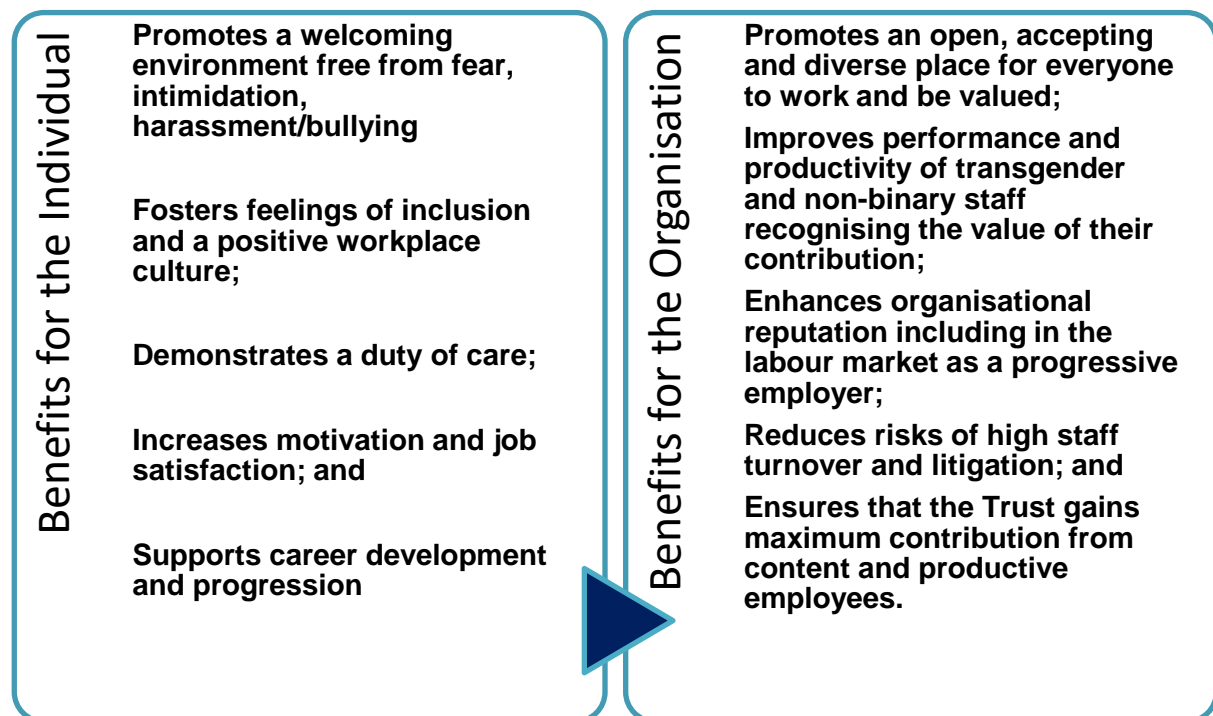 Benefits for the Individual
Promotes a welcoming
environment free from fear,
intimidation,
harassment/bullying
Fosters feelings of inclusion
and a positive workplace
culture;
Demonstrates a duty of care;
Increases motivation and job
satisfaction; and
Supports career development
and progression
Benefits for the Organisation
Promotes an open, accepting
and diverse place for everyone
to work and be valued;
Improves performance and
productivity of transgender
and non-binary staff
recognising the value of their
contribution;
Enhances organisational
reputation including in the
labour market as a progressive
employer;
Reduces risks of high staff
turnover and litigation; and
Ensures that the Trust gains
maximum contribution from
content and productive
employees.